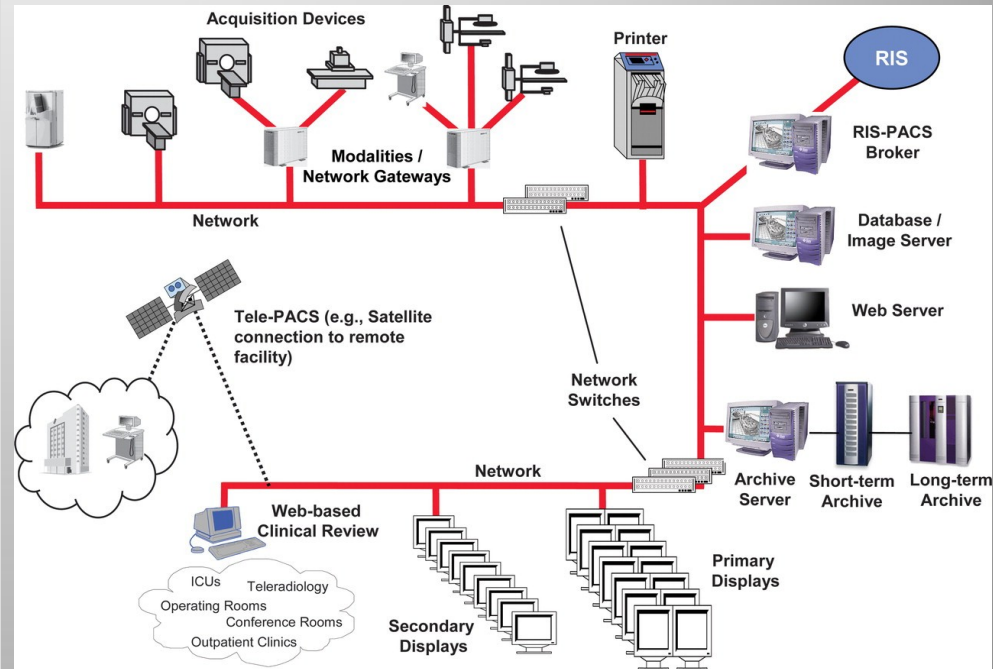 Acquisition Devices
Printer
RIS
RIS-PACS
Broker
Modalities /
Network Gateways
Network
Database /
Image Server
Tele-PACS (e.g., Satellite
connection to remote
facility)
Web Server
Network
Switches
Network
Archive
Server
Short-term
Archive
Long-term
Archive
Web-based
Clinical Review
ICUs
Teleradiology
Operating Rooms
Conference Rooms
Outpatient Clinics
Secondary
Displays
Primary
Displays